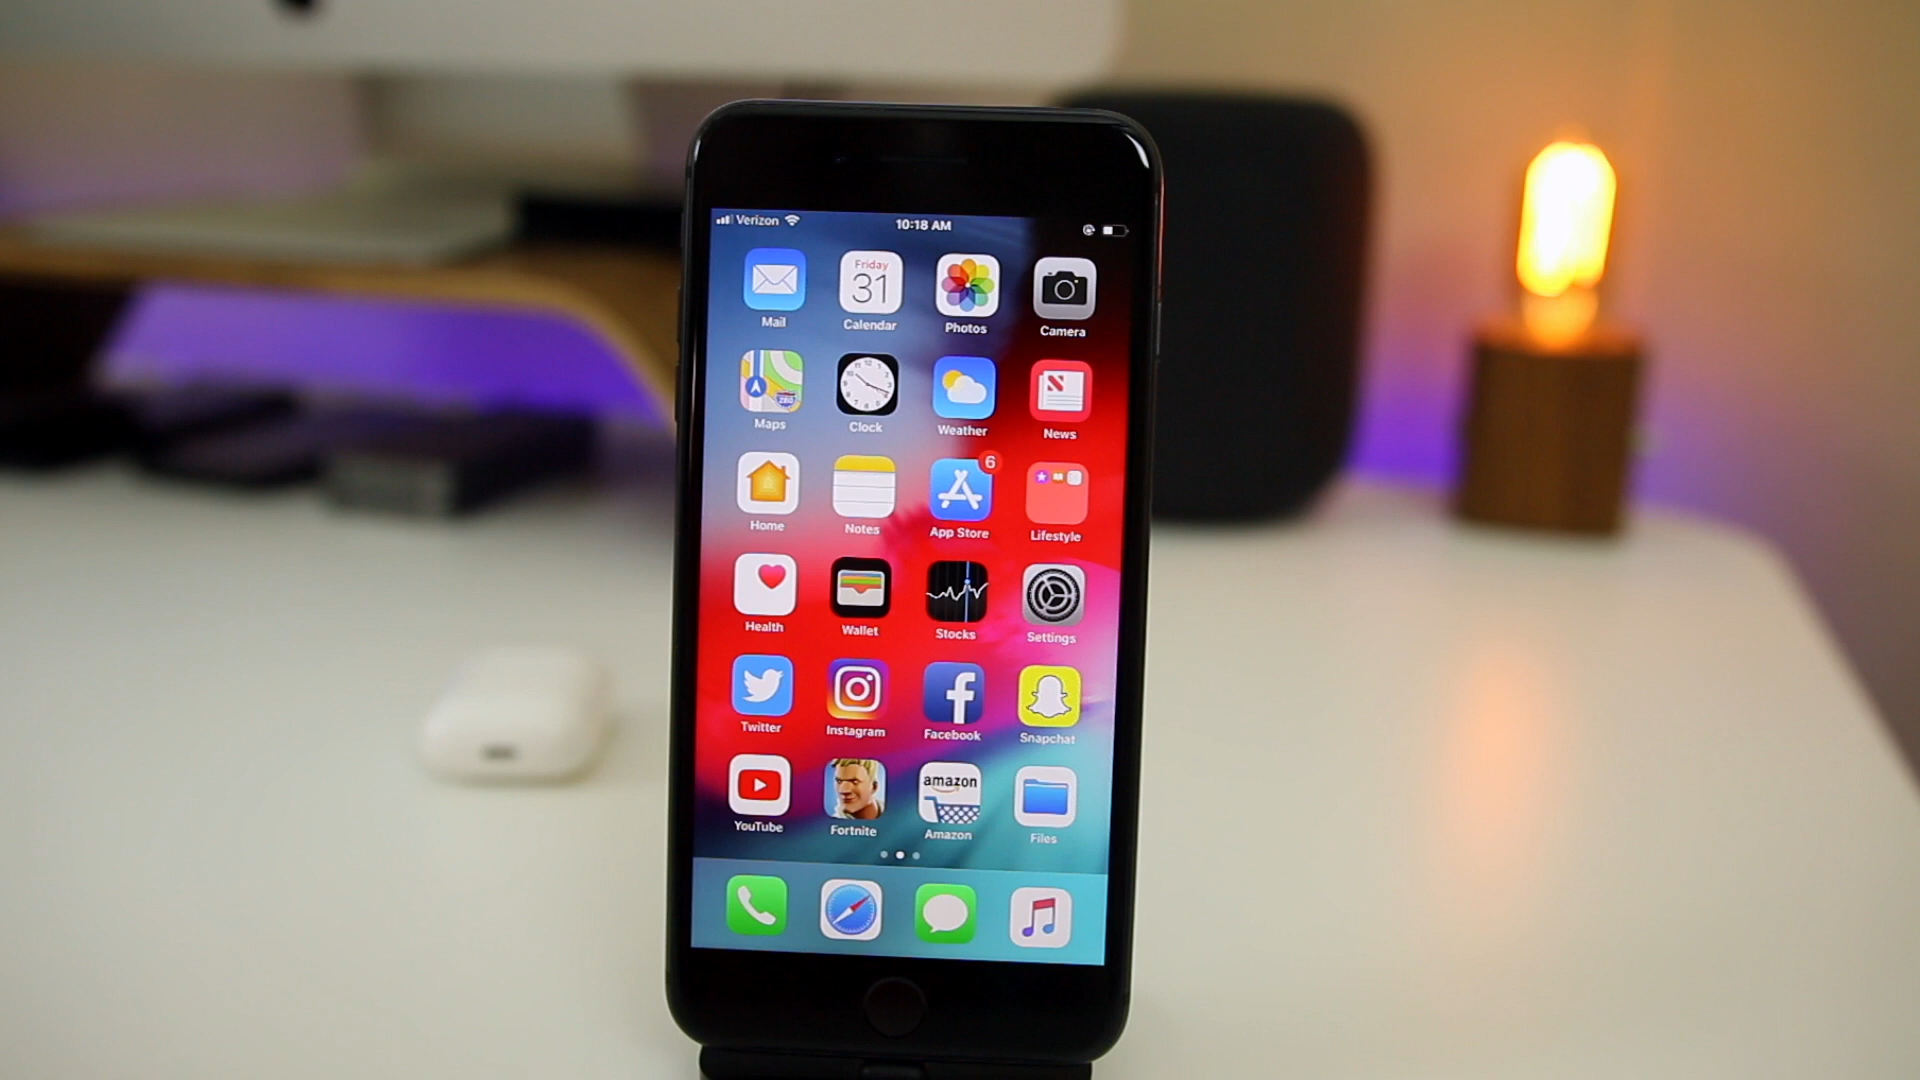 Verizon 10:18 AM
Friday
31
Mail Calendar Photos Camera
280
Maps Clock Weather News
6
Home Notes App Store Lifestyle
Health Wallet Stocks Settings
Twitter Instagram Facebook Snapchat
amazon
YouTube Fortnite Amazon Files